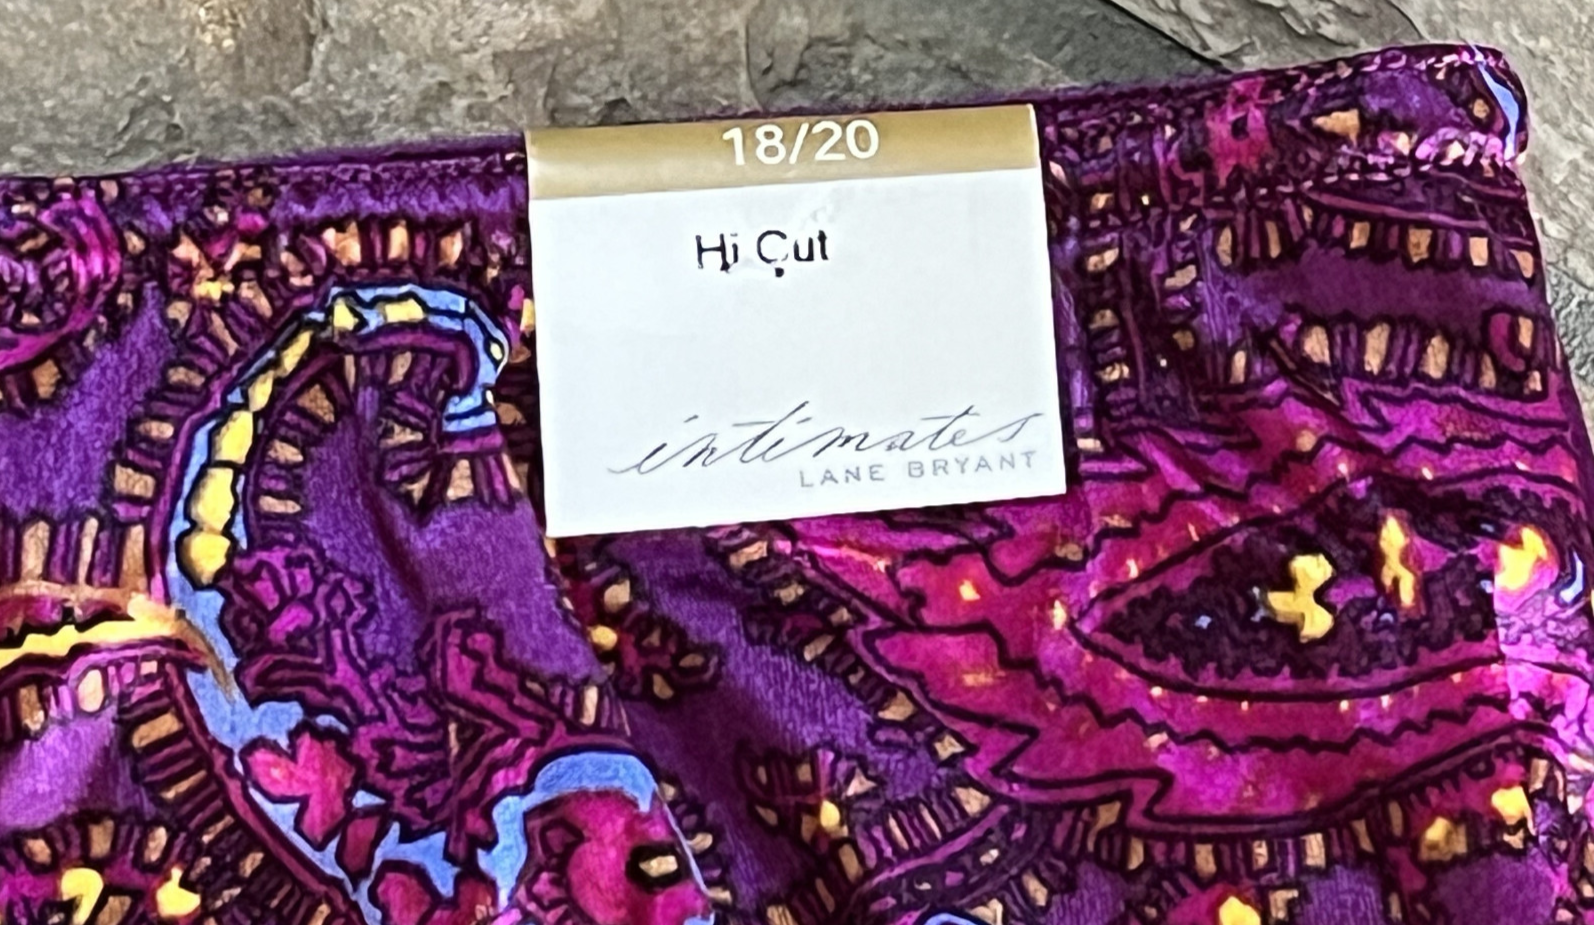 18/20
Hi Cut
intimates
LANE BRYANT